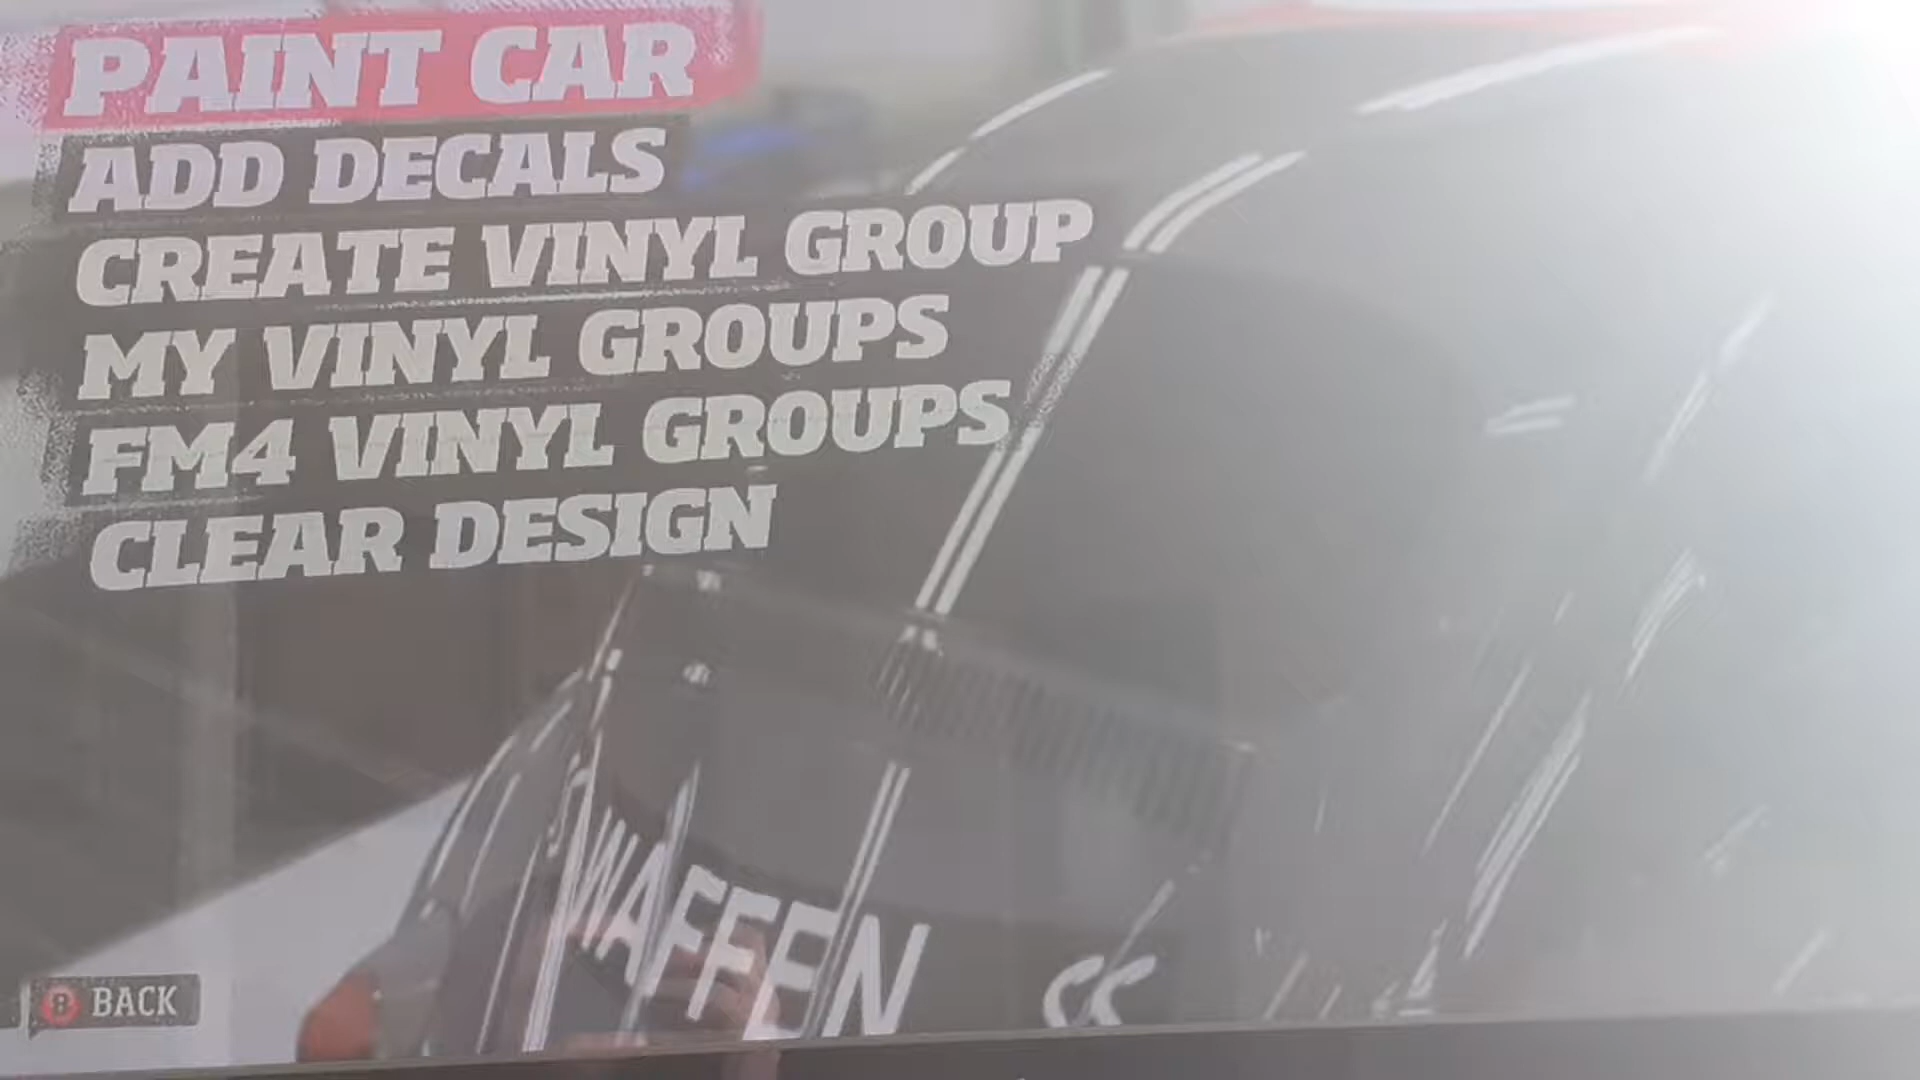 PAINT CAR
ADD DECALS
CREATE VINYL GROUP
MY VINYL GROUPS
FM4 VINYL GROUPS
CLEAR DESIGN
WAFFEN SS
B BACK